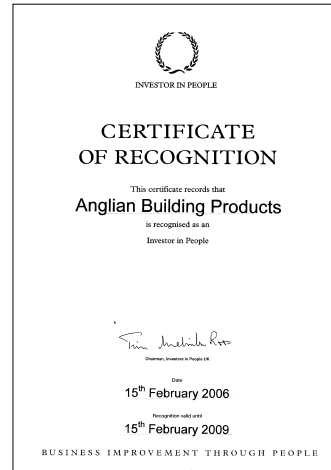 INVESTOR IN PEOPLE
CERTIFICATE
OF RECOGNITION
This certificate records that
Anglian Building Products
is recognised as an
Investor in People
Chairman, Investors in People UK
Date
15th February 2006
Recognition valid until
15th February 2009
BUSINESS IMPROVEMENT THROUGH PEOPLE